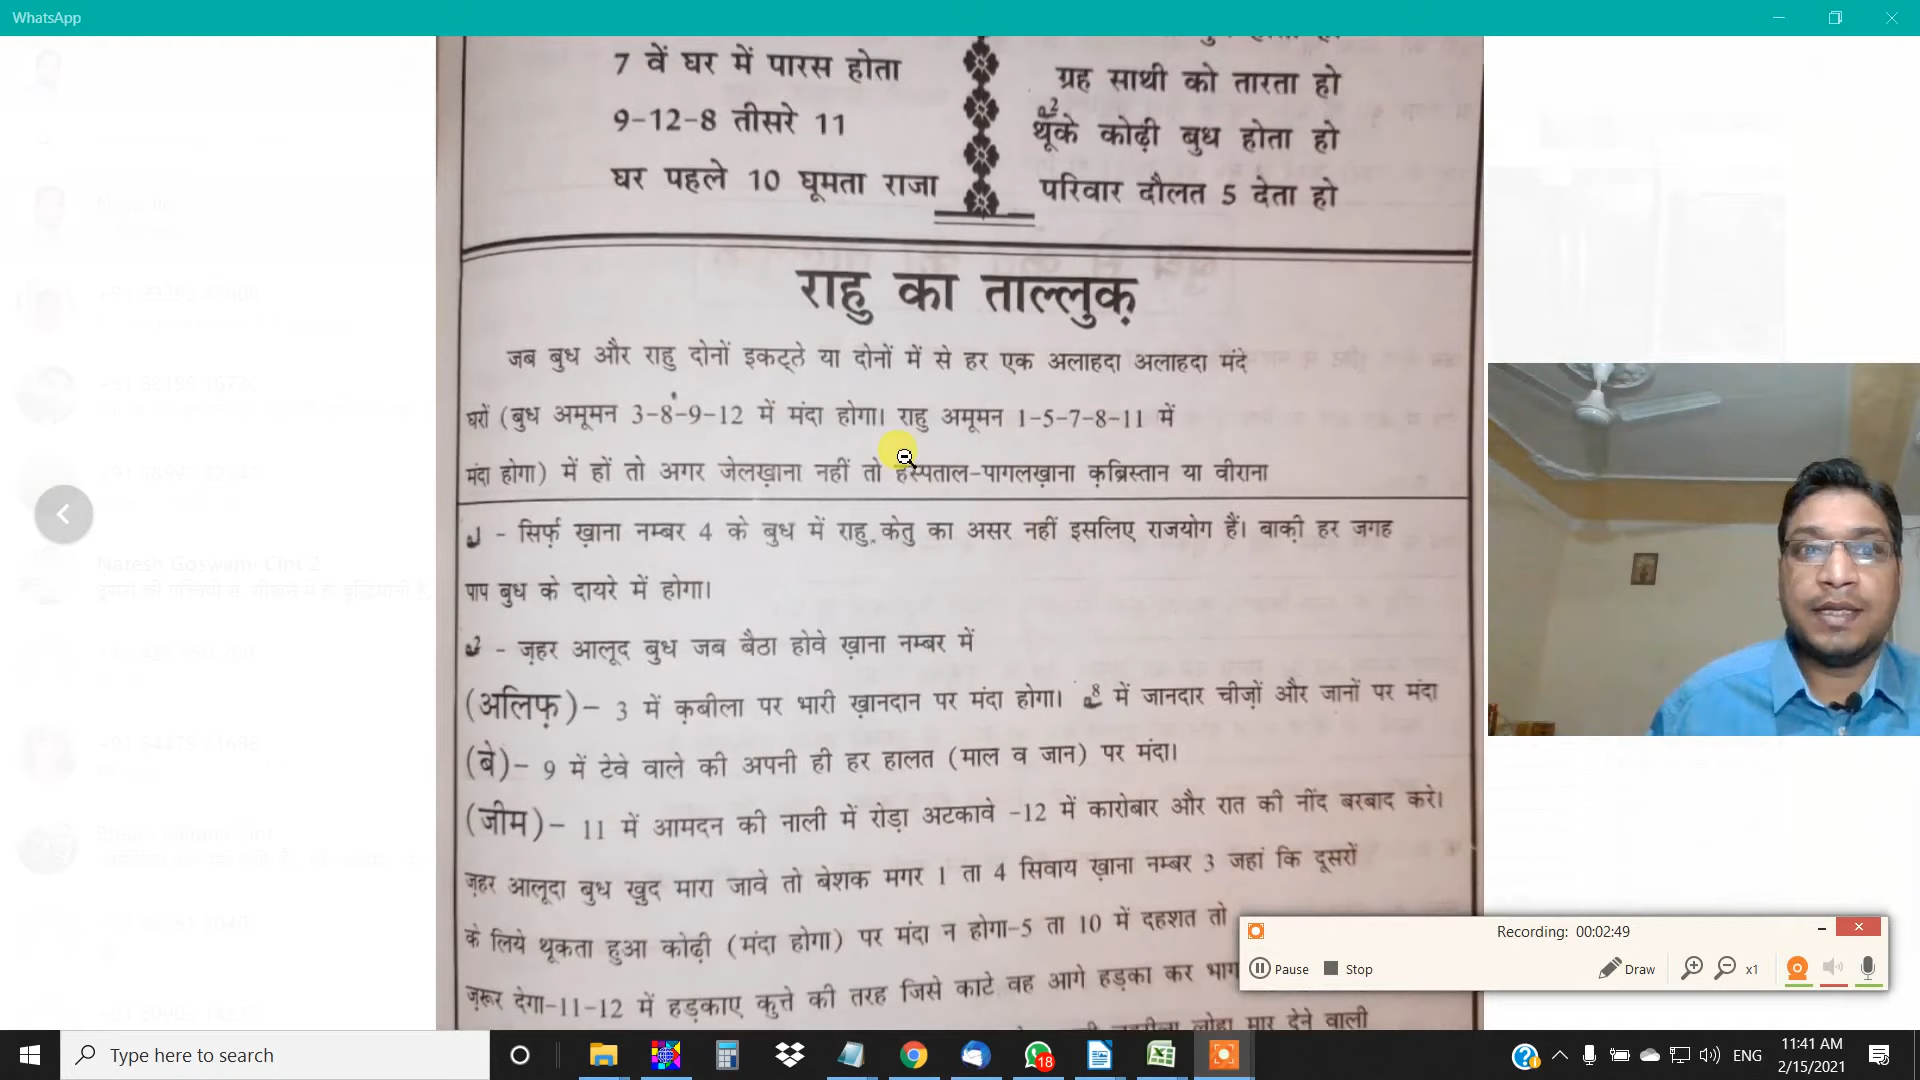 WhatsApp
7 वें घर में पारस होता
ग्रह साथी को तारता हो
9-12-8 तीसरे 11
थूके कोढ़ी बुध होता हो
घर पहले 10 घूमता राजा
परिवार दौलत 5 देता हो
राहु का ताल्लुक़
जब बुध और राहु दोनों इकट्ठे या दोनों में से हर एक अलाहदा अलाहदा मंदे
घरों (बुध अमूमन 3-8-9-12 में मंदा होगा। राहु अमूमन 1-5-7-8-11 में
मंदा होगा) में हों तो अगर जेलख़ाना नहीं तो हस्पताल-पागलख़ाना क़ब्रिस्तान या वीराना
- सिर्फ़ ख़ाना नम्बर 4 के बुध में राहु केतु का असर नहीं इसलिए राजयोग हैं। बाक़ी हर जगह
पाप बुध के दायरे में होगा।
- ज़हर आलूद बुध जब बैठा होवे ख़ाना नम्बर में
(अलिफ़)- 3 में क़बीला पर भारी ख़ानदान पर मंदा होगा। 8 में जानदार चीज़ों और जानों पर मंदा
(बे)- 9 में टेवे वाले की अपनी ही हर हालत (माल व जान) पर मंदा।
(जीम)- 11 में आमदन की नाली में रोड़ा अटकावे -12 में कारोबार और रात की नींद बरबाद करे।
ज़हर आलूदा बुध ख़ुद मारा जावे तो बेशक मगर 1 ता 4 सिवाय ख़ाना नम्बर 3 जहां कि दूसरों
के लिये थूकता हुआ कोढ़ी (मंदा होगा) पर मंदा न होगा-5 ता 10 में दहशत तो
ज़रूर देगा-11-12 में हड़काए कुत्ते की तरह जिसे काटे वह आगे हड़का कर
लोहा मार देने वाली
Naresh Goswami Clnt 2
Recording: 00:02:49
Pause Stop Draw x1
Type here to search
18
ENG
11:41 AM
2/15/2021